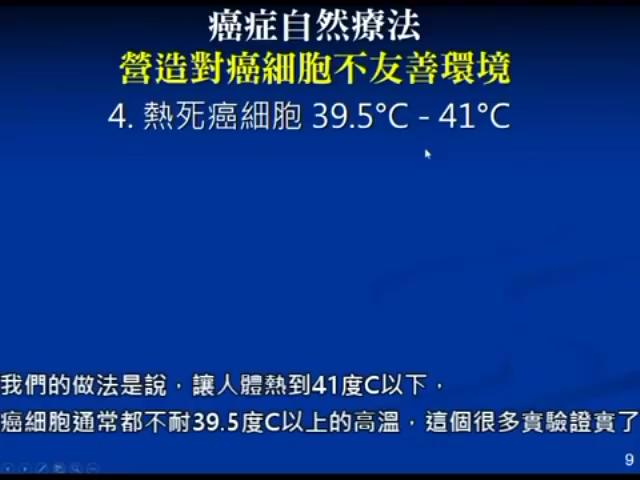 癌症自然療法
營造對癌細胞不友善環境
4. 熱死癌細胞 39.5°C - 41°C
我們的做法是說，讓人體熱到41度C以下，
癌細胞通常都不耐39.5度C以上的高溫，這個很多實驗證實了
9